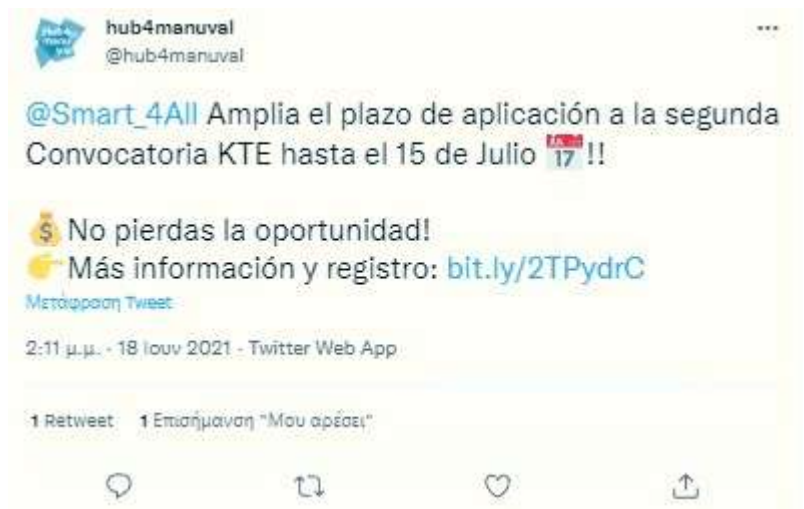 hub4manuval
@hub4manuval
@Smart_4All Amplia el plazo de aplicación a la segunda
Convocatoria KTE hasta el 15 de Julio 📅!!
💰No pierdas la oportunidad!
👉Más información y registro: bit.ly/2TPydrC
Μετάφραση Tweet
2:11 μ.μ. · 18 Ιουν 2021 · Twitter Web App
1 Retweet 1 Επισήμανση "Μου αρέσει"